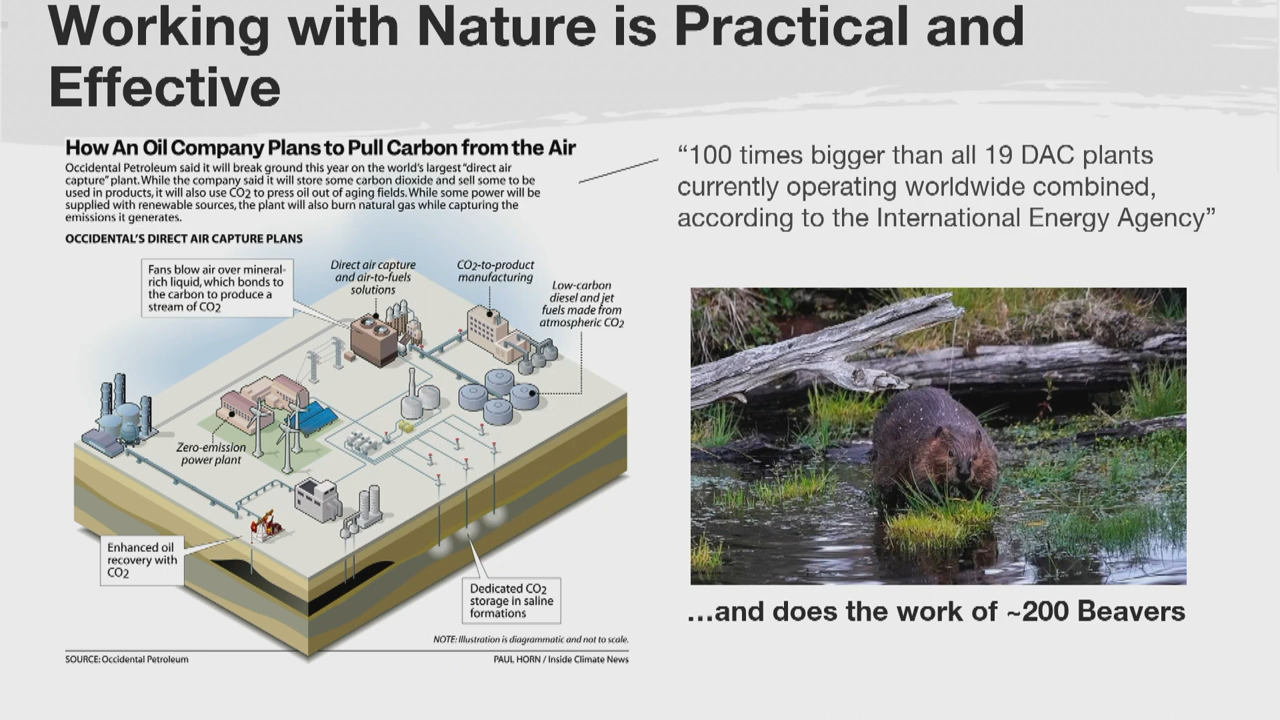 Working with Nature is Practical and
Effective
How An Oil Company Plans to Pull Carbon from the Air
Occidental Petroleum said it will break ground this year on the world's largest "direct air
capture" plant. While the company said it will store some carbon dioxide and sell some to be
used in products, it will also use CO2 to press oil out of aging fields. While some power will be
supplied with renewable sources, the plant will also burn natural gas while capturing the
emissions it generates.
OCCIDENTAL'S DIRECT AIR CAPTURE PLANS
Fans blow air over mineral-
rich liquid, which bonds to
the carbon to produce a
stream of CO2
Direct air capture
and air-to-fuels
solutions
CO2-to-product
manufacturing
Low-carbon
diesel and jet
fuels made from
atmospheric CO2
Zero-emission
power plant
Enhanced oil
recovery with
CO2
Dedicated CO2
storage in saline
formations
NOTE: Illustration is diagrammatic and not to scale.
SOURCE: Occidental Petroleum
PAUL HORN / Inside Climate News
“100 times bigger than all 19 DAC plants
currently operating worldwide combined,
according to the International Energy Agency”
...and does the work of ~200 Beavers